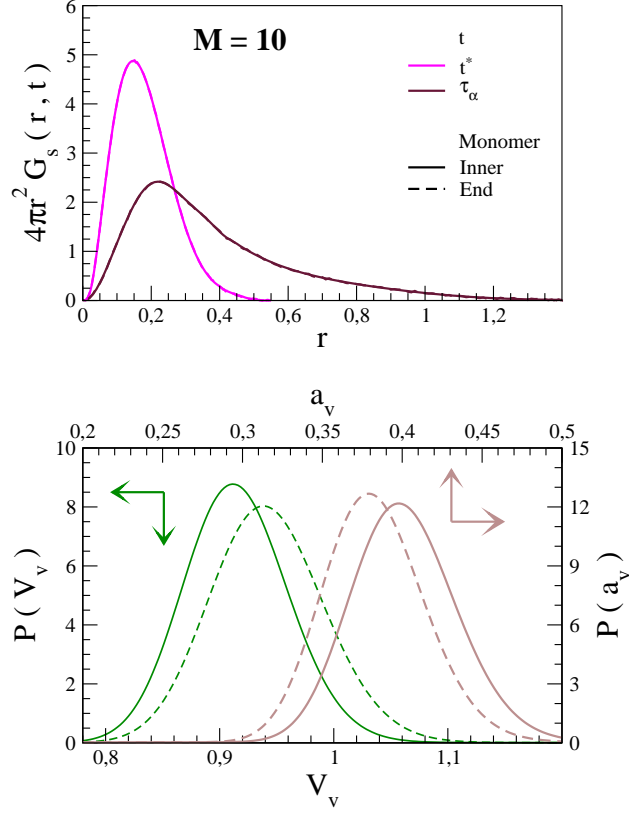 M = 10
t
t*
τα
Monomer
Inner
End
4πr² Gs ( r , t )
6
5
4
3
2
1
0
0 0,2 0,4 0,6 0,8 1 1,2
r
av
0,2 0,25 0,3 0,35 0,4 0,45 0,5
10
8
6
4
2
0
P ( Vv )
15
12
9
6
3
0
P ( av )
0,8 0,9 1 1,1
Vv